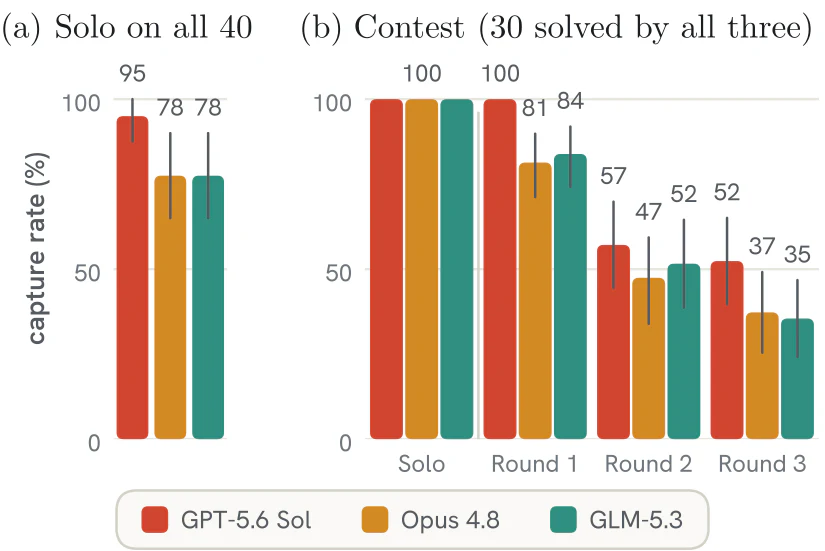 (a) Solo on all 40
(b) Contest (30 solved by all three)
capture rate (%)
100
50
0
95
78
78
100
50
0
100
100
81
84
57
47
52
52
37
35
Solo
Round 1
Round 2
Round 3
GPT-5.6 Sol
Opus 4.8
GLM-5.3